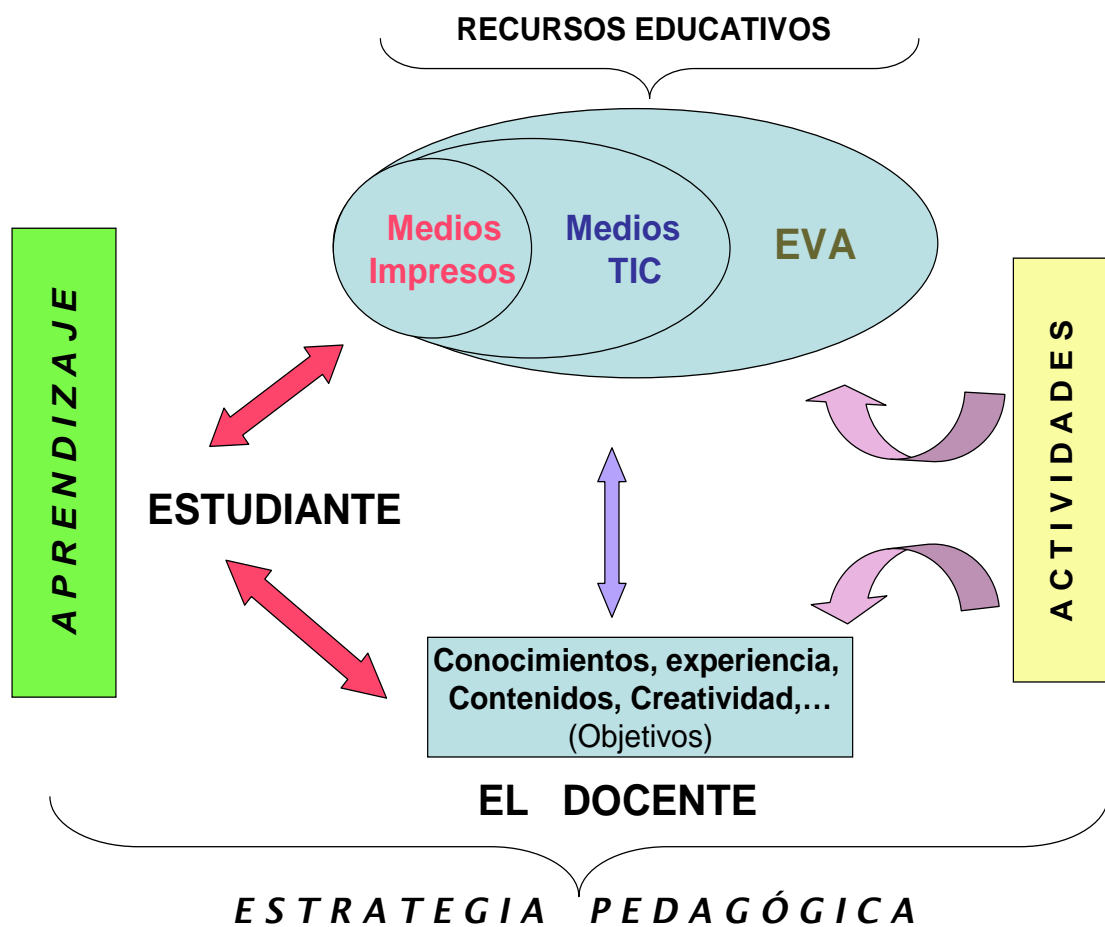 RECURSOS EDUCATIVOS
Medios
Impresos
Medios
TIC
EVA
APRENDIZAJE
ESTUDIANTE
ACTIVIDADES
Conocimientos, experiencia,
Contenidos, Creatividad,…
(Objetivos)
EL DOCENTE
ESTRATEGIA PEDAGÓGICA